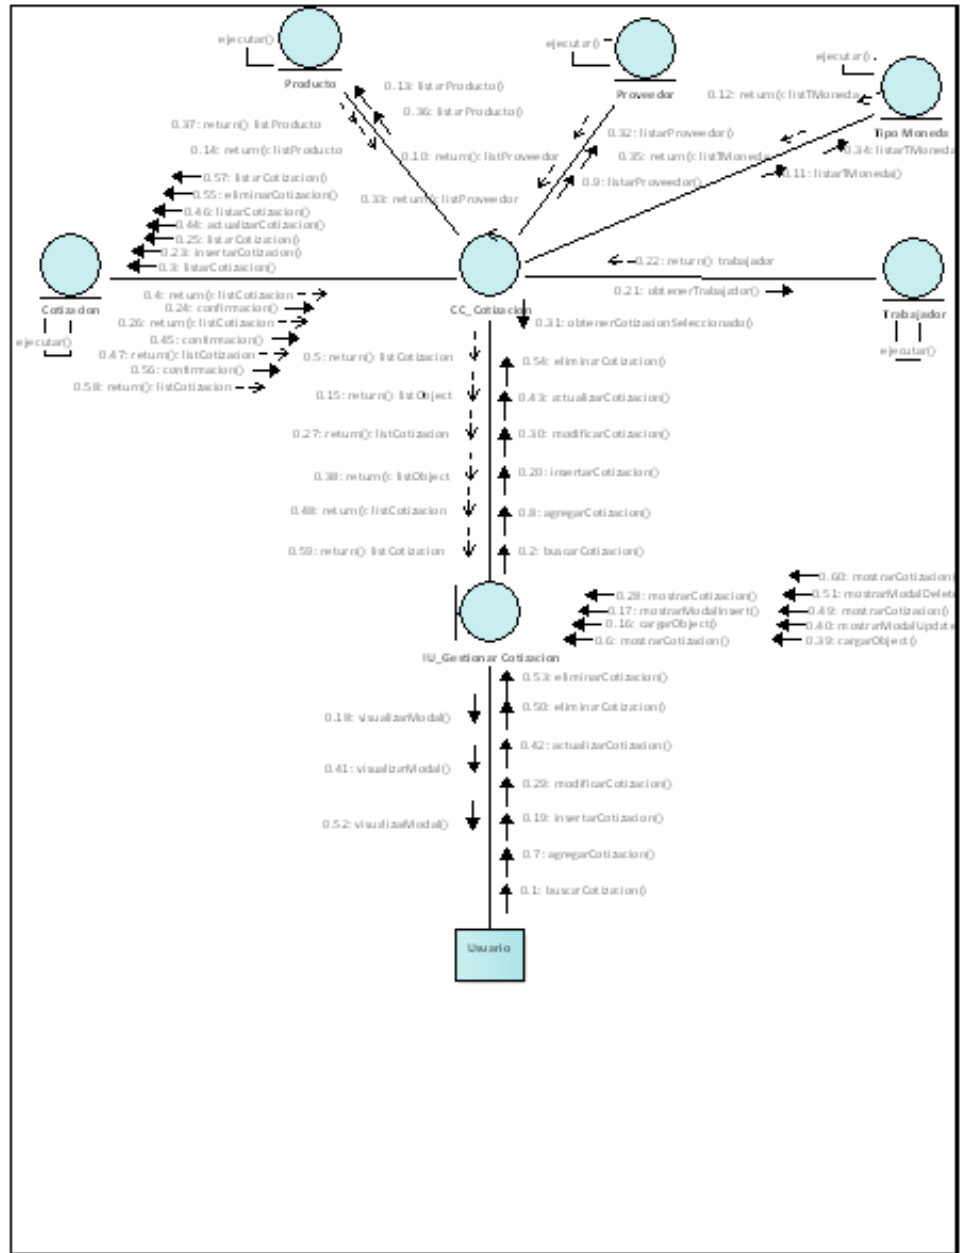 ejecutar()
Producto
0.13: listarProducto()
0.36: listarProducto()
0.37: return(): listProducto
0.14: return(): listProducto
ejecutar()
Proveedor
0.32: listarProveedor()
0.35: return(): listTMoneda
0.9: listarProveedor()
0.10: return(): listProveedor
0.33: return(): listProveedor
ejecutar()
0.12: return(): listTMoneda
Tipo Moneda
0.34: listarTMoneda
0.11: listarTMoneda()
0.57: listarCotizacion()
0.55: eliminarCotizacion()
0.46: listarCotizacion()
0.44: actualizarCotizacion()
0.25: listarCotizacion()
0.23: insertarCotizacion()
0.3: listarCotizacion()
Cotizacion
ejecutar()
0.4: return(): listCotizacion
0.24: confirmacion()
0.26: return(): listCotizacion
0.45: confirmacion()
0.47: return(): listCotizacion
0.56: confirmacion()
0.58: return(): listCotizacion
CC_Cotizacion
0.22: return(): trabajador
0.21: obtenerTrabajador()
Trabajador
ejecutar()
0.31: obtenerCotizacionSeleccionado()
0.5: return(): listCotizacion
0.54: eliminarCotizacion()
0.15: return(): listObject
0.43: actualizarCotizacion()
0.27: return(): listCotizacion
0.30: modificarCotizacion()
0.38: return(): listObject
0.20: insertarCotizacion()
0.48: return(): listCotizacion
0.8: agregarCotizacion()
0.59: return(): listCotizacion
0.2: buscarCotizacion()
0.28: mostrarCotizacion()
0.17: mostrarModalInsert()
0.16: cargarObject()
0.6: mostrarCotizacion()
0.60: mostrarCotizacion()
0.51: mostrarModalDelet
0.49: mostrarCotizacion()
0.40: mostrarModalUpdate
0.39: cargarObject()
IU_Gestionar Cotizacion
0.53: eliminarCotizacion()
0.50: eliminarCotizacion()
0.18: visualizarModal()
0.42: actualizarCotizacion()
0.41: visualizarModal()
0.29: modificarCotizacion()
0.52: visualizarModal()
0.19: insertarCotizacion()
0.7: agregarCotizacion()
0.1: buscarCotizacion()
Usuario